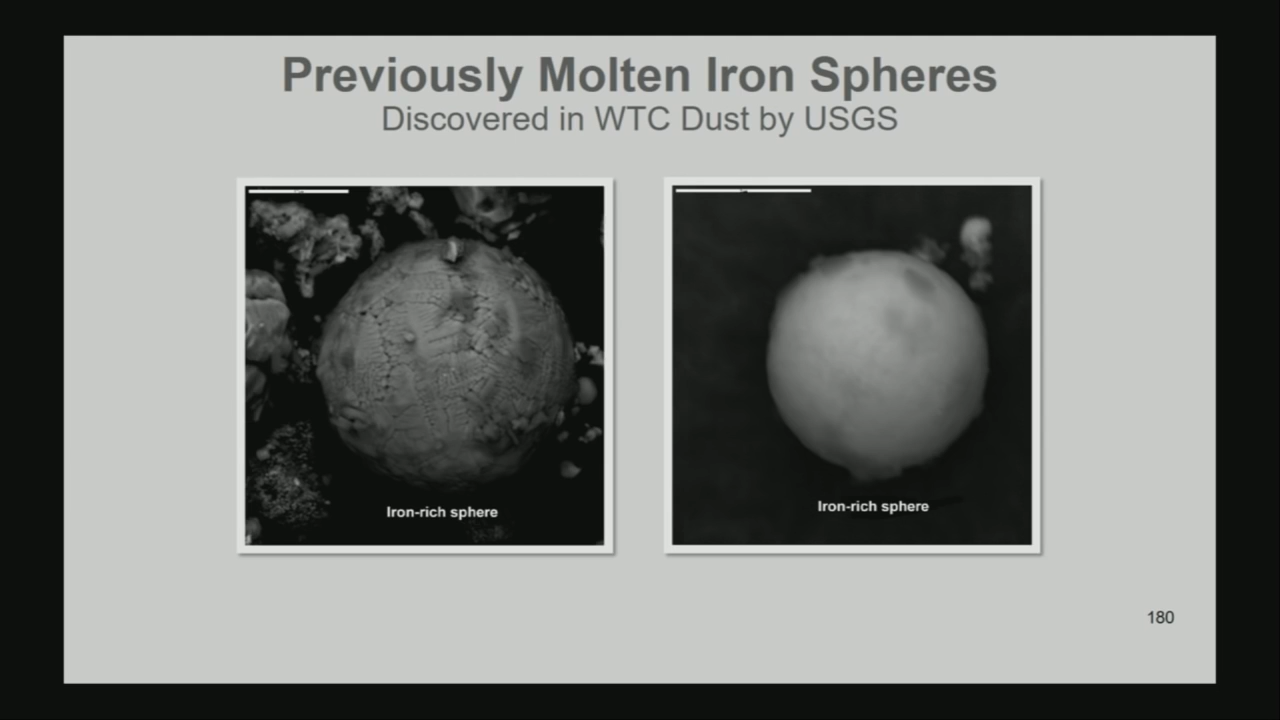 Previously Molten Iron Spheres
Discovered in WTC Dust by USGS
Iron-rich sphere
Iron-rich sphere
180